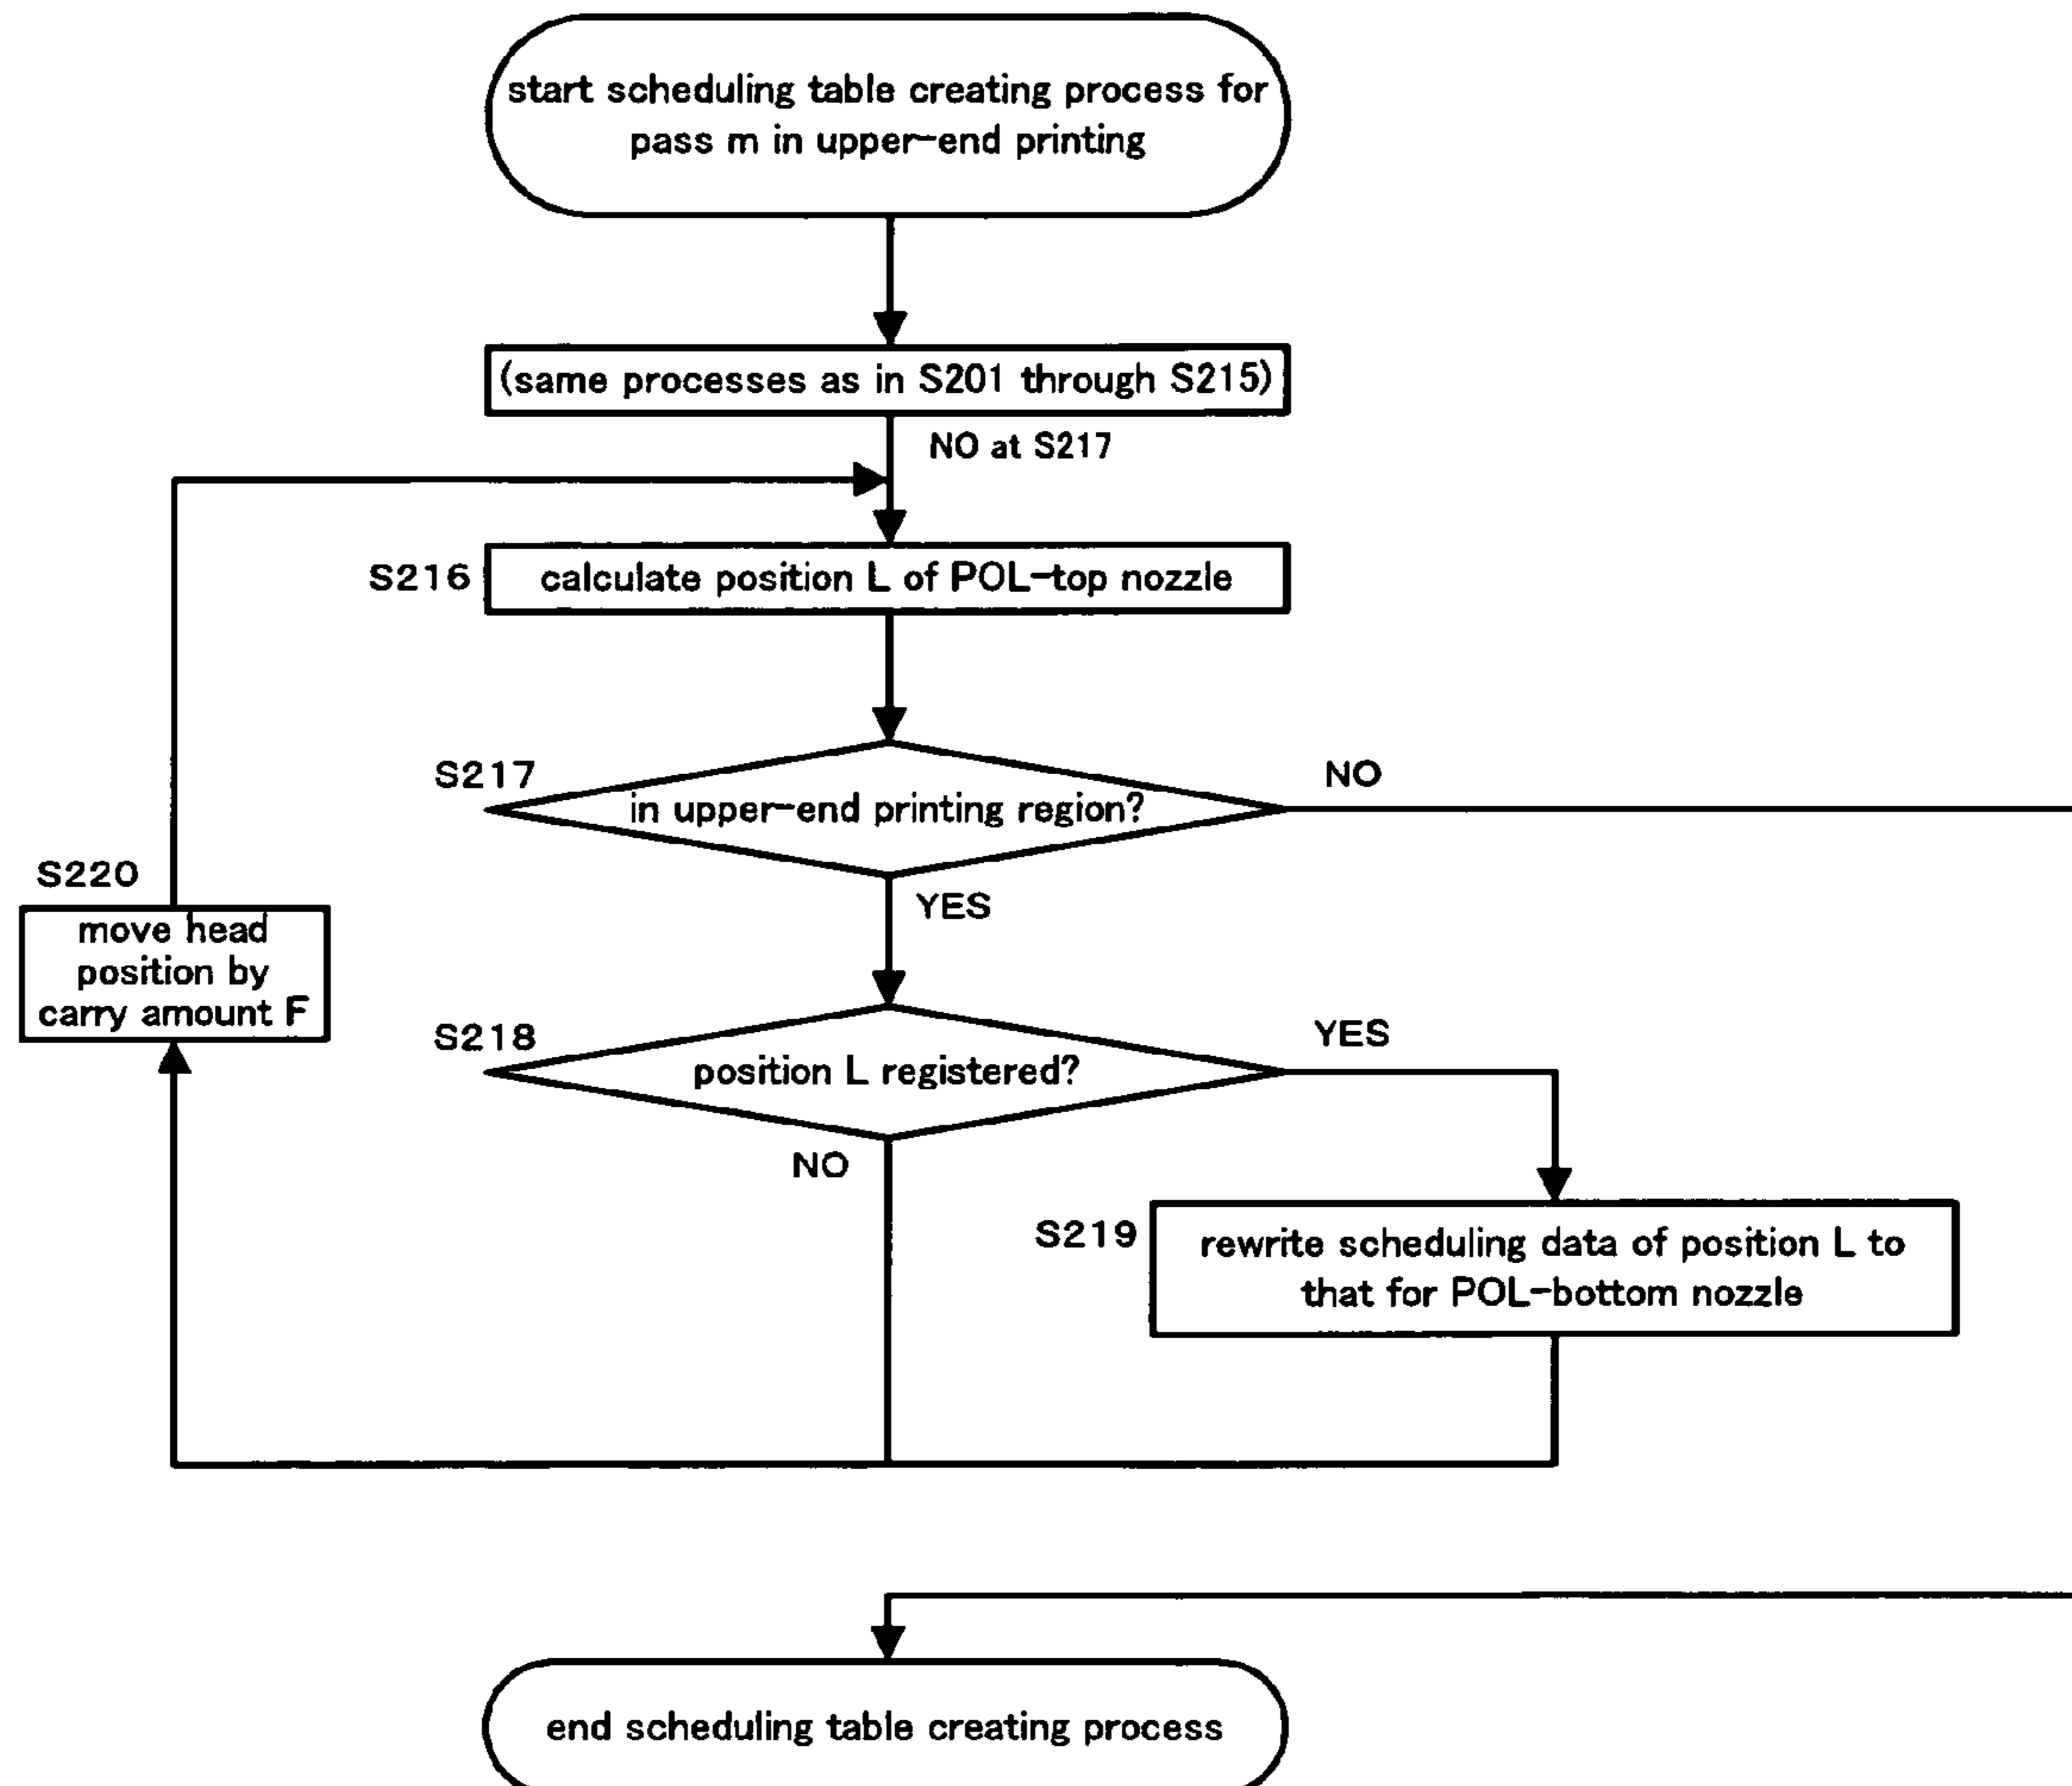 start scheduling table creating process for
pass m in upper-end printing
(same processes as in S201 through S215)
NO at S217
S216
calculate position L of POL-top nozzle
S217
in upper-end printing region?
NO
YES
S220
move head
position by
carry amount F
S218
position L registered?
YES
NO
S219
rewrite scheduling data of position L to
that for POL-bottom nozzle
end scheduling table creating process